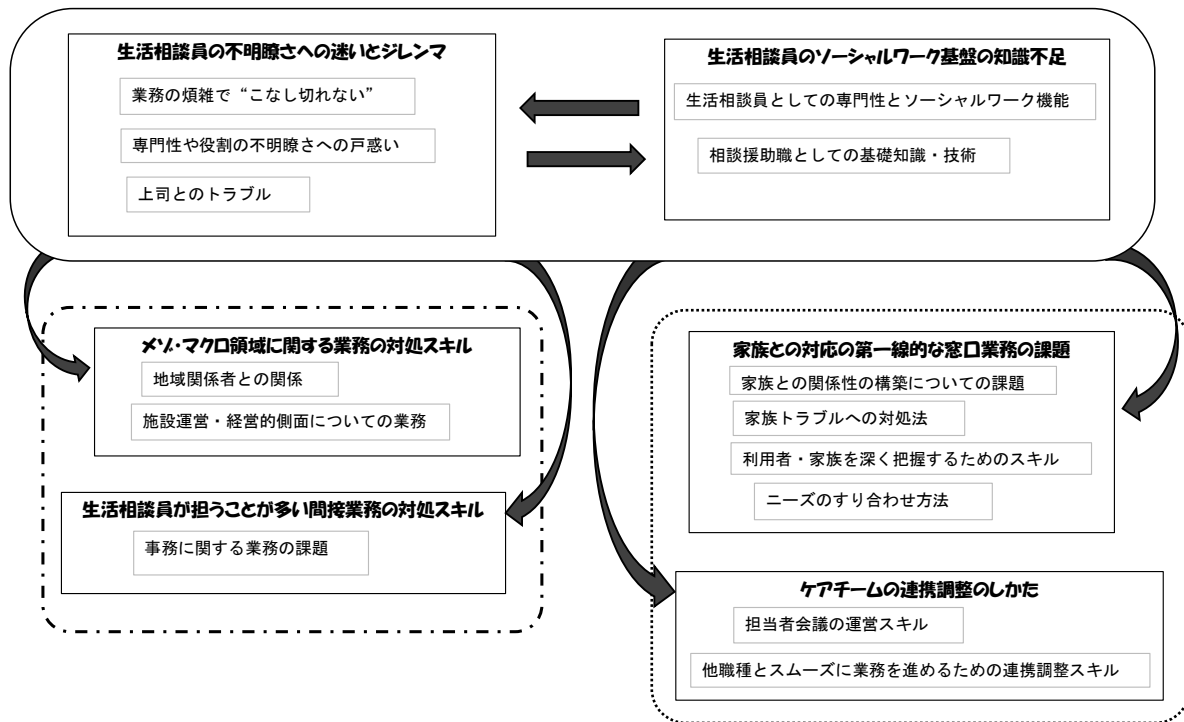 生活相談員の不明瞭さへの迷いとジレンマ
業務の煩雑で“こなし切れない”
専門性や役割の不明瞭さへの戸惑い
上司とのトラブル
生活相談員のソーシャルワーク基盤の知識不足
生活相談員としての専門性とソーシャルワーク機能
相談援助職としての基礎知識・技術
メゾ・マクロ領域に関する業務の対処スキル
地域関係者との関係
施設運営・経営的側面についての業務
生活相談員が担うことが多い間接業務の対処スキル
事務に関する業務の課題
家族との対応の第一線的な窓口業務の課題
家族との関係性の構築についての課題
家族トラブルへの対処法
利用者・家族を深く把握するためのスキル
ニーズのすり合わせ方法
ケアチームの連携調整のしかた
担当者会議の運営スキル
他職種とスムーズに業務を進めるための連携調整スキル